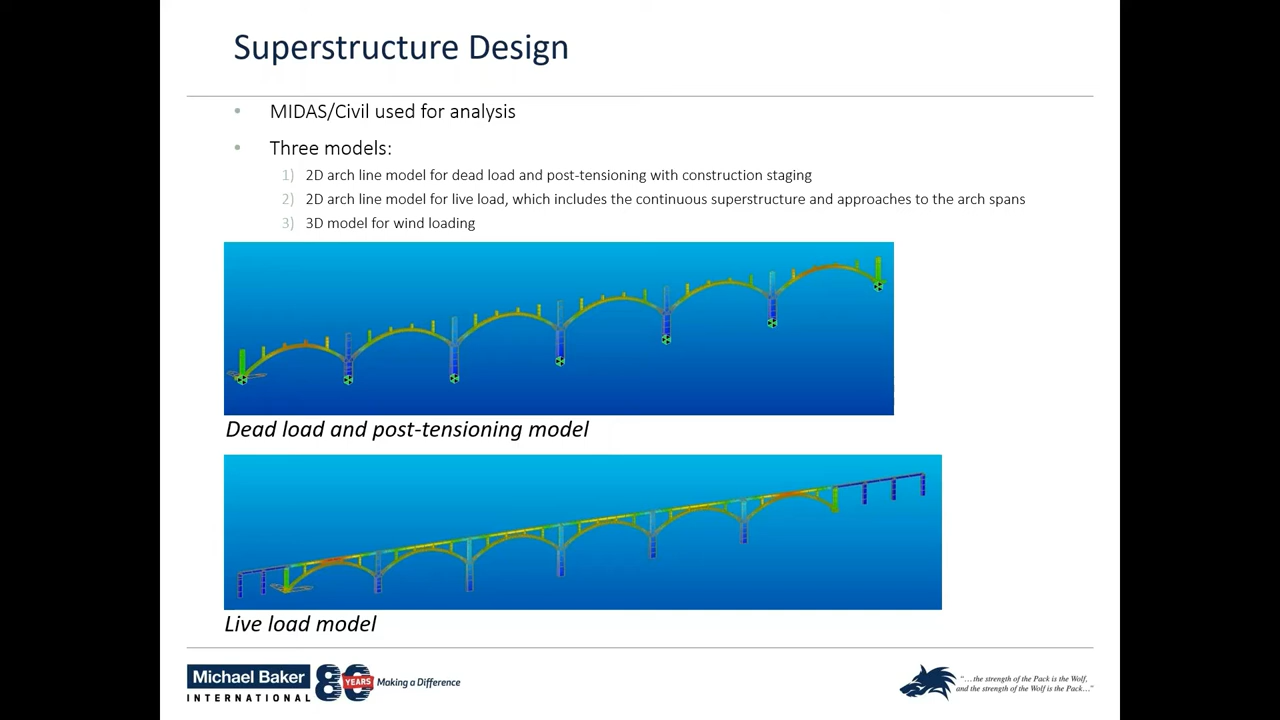 Superstructure Design
• MIDAS/Civil used for analysis
• Three models:
1) 2D arch line model for dead load and post-tensioning with construction staging
2) 2D arch line model for live load, which includes the continuous superstructure and approaches to the arch spans
3) 3D model for wind loading
Dead load and post-tensioning model
Live load model
Michael Baker
INTERNATIONAL
80
YEARS
Making a Difference
"...the strength of the Pack is the Wolf,
and the strength of the Wolf is the Pack..."